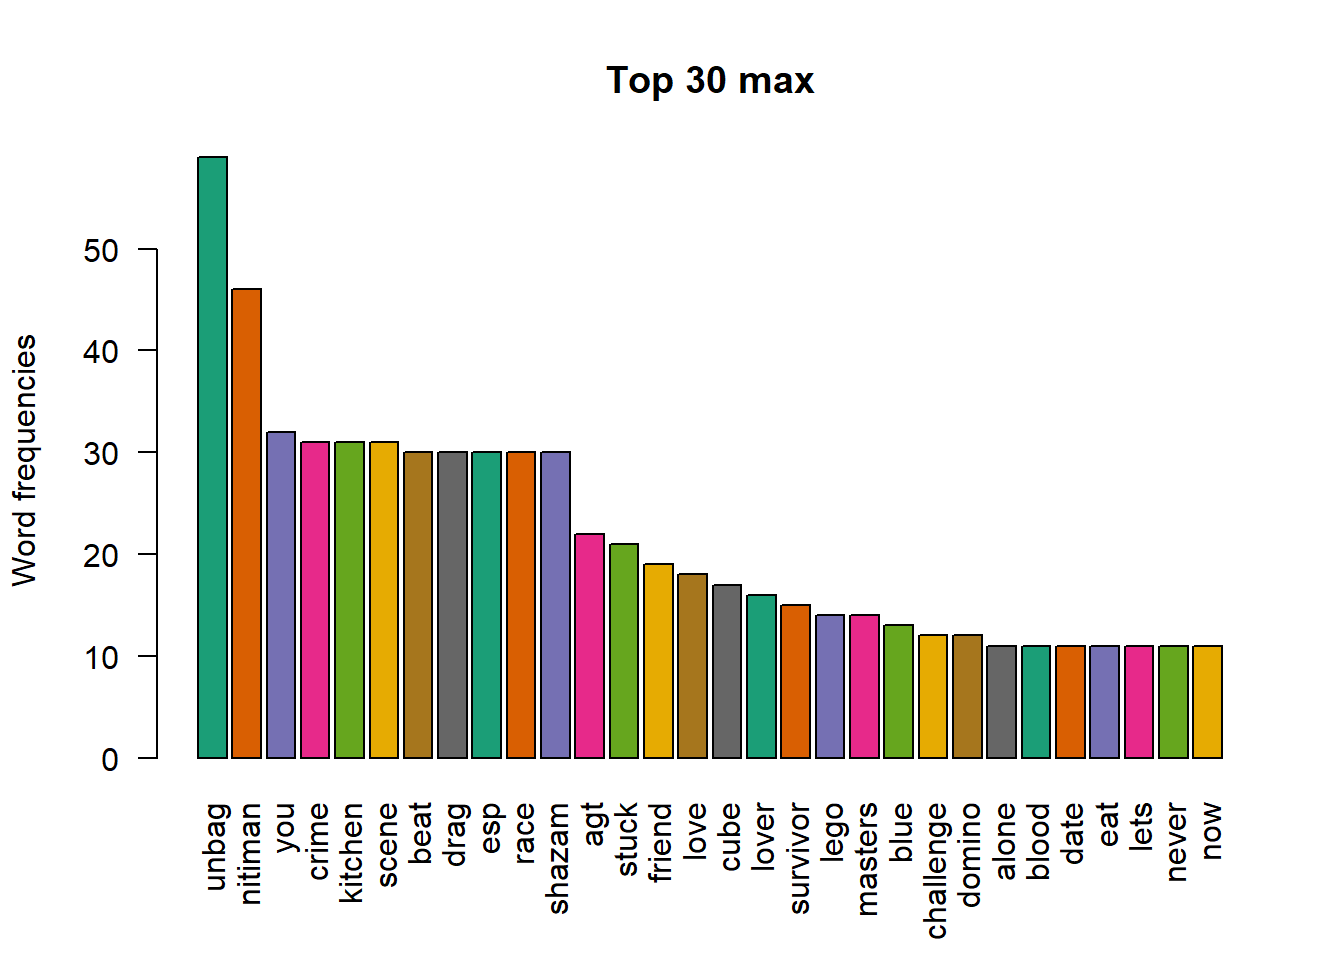 Top 30 max
Word frequencies
50
40
30
20
10
0
unbag
nitiman
you
crime
kitchen
scene
beat
drag
esp
race
shazam
agt
stuck
friend
love
cube
lover
survivor
lego
masters
blue
challenge
domino
alone
blood
date
eat
lets
never
now